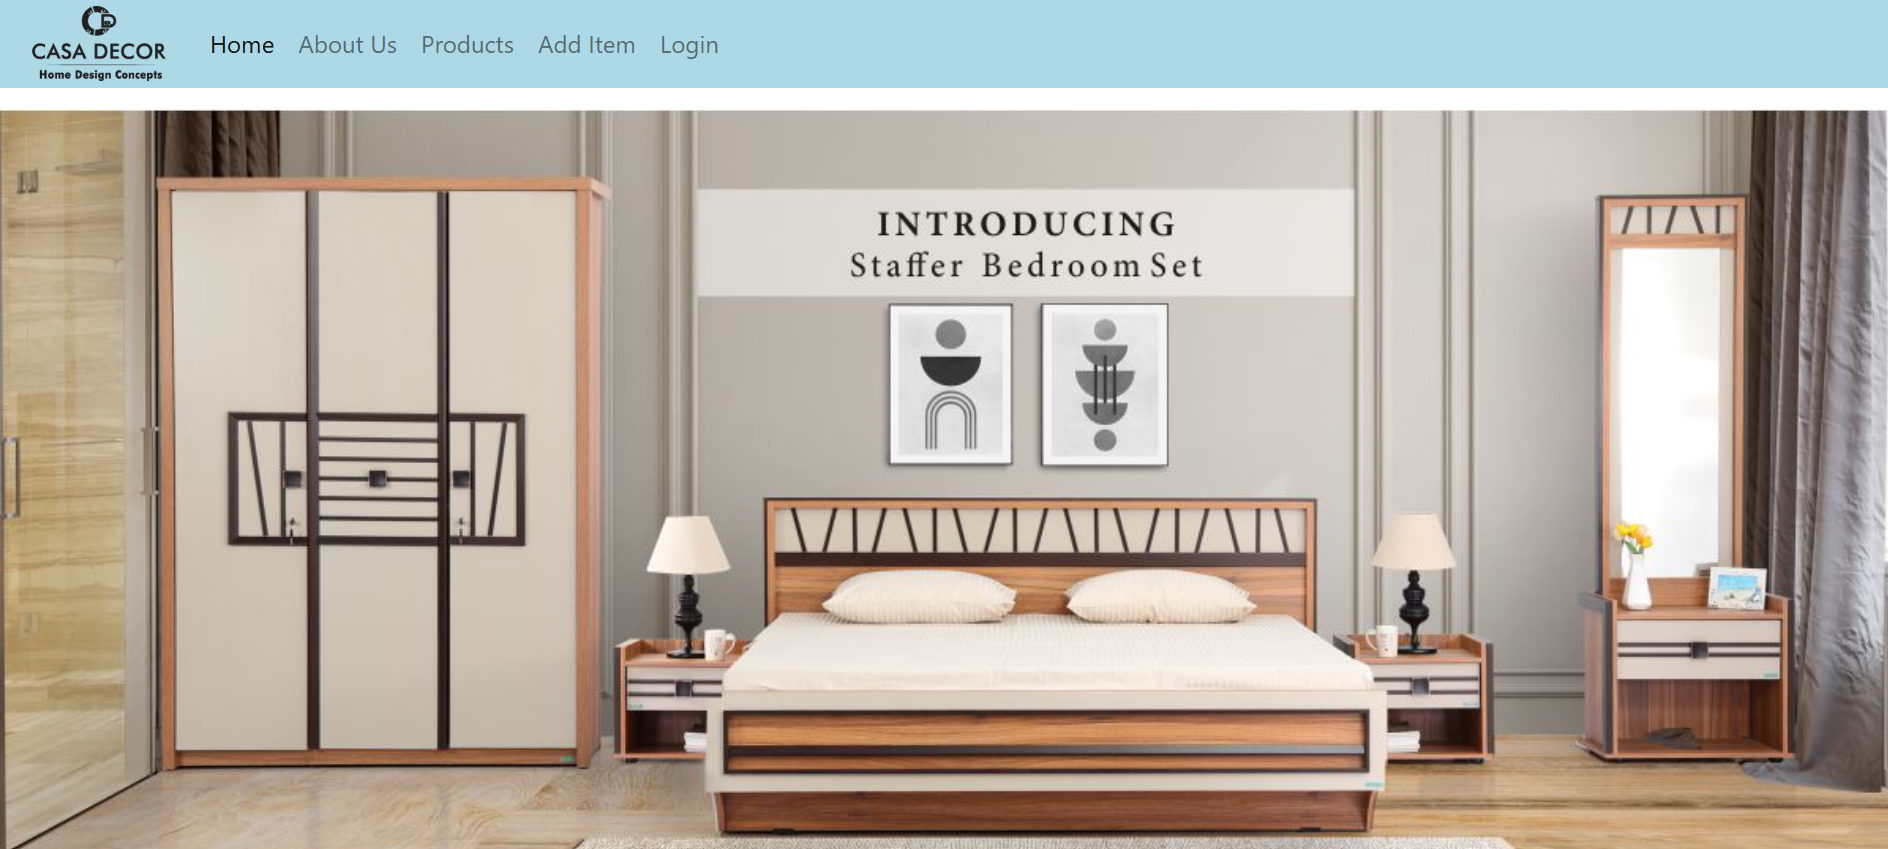 CASA DECOR
Home Design Concepts
Home About Us Products Add Item Login
INTRODUCING
Staffer Bedroom Set